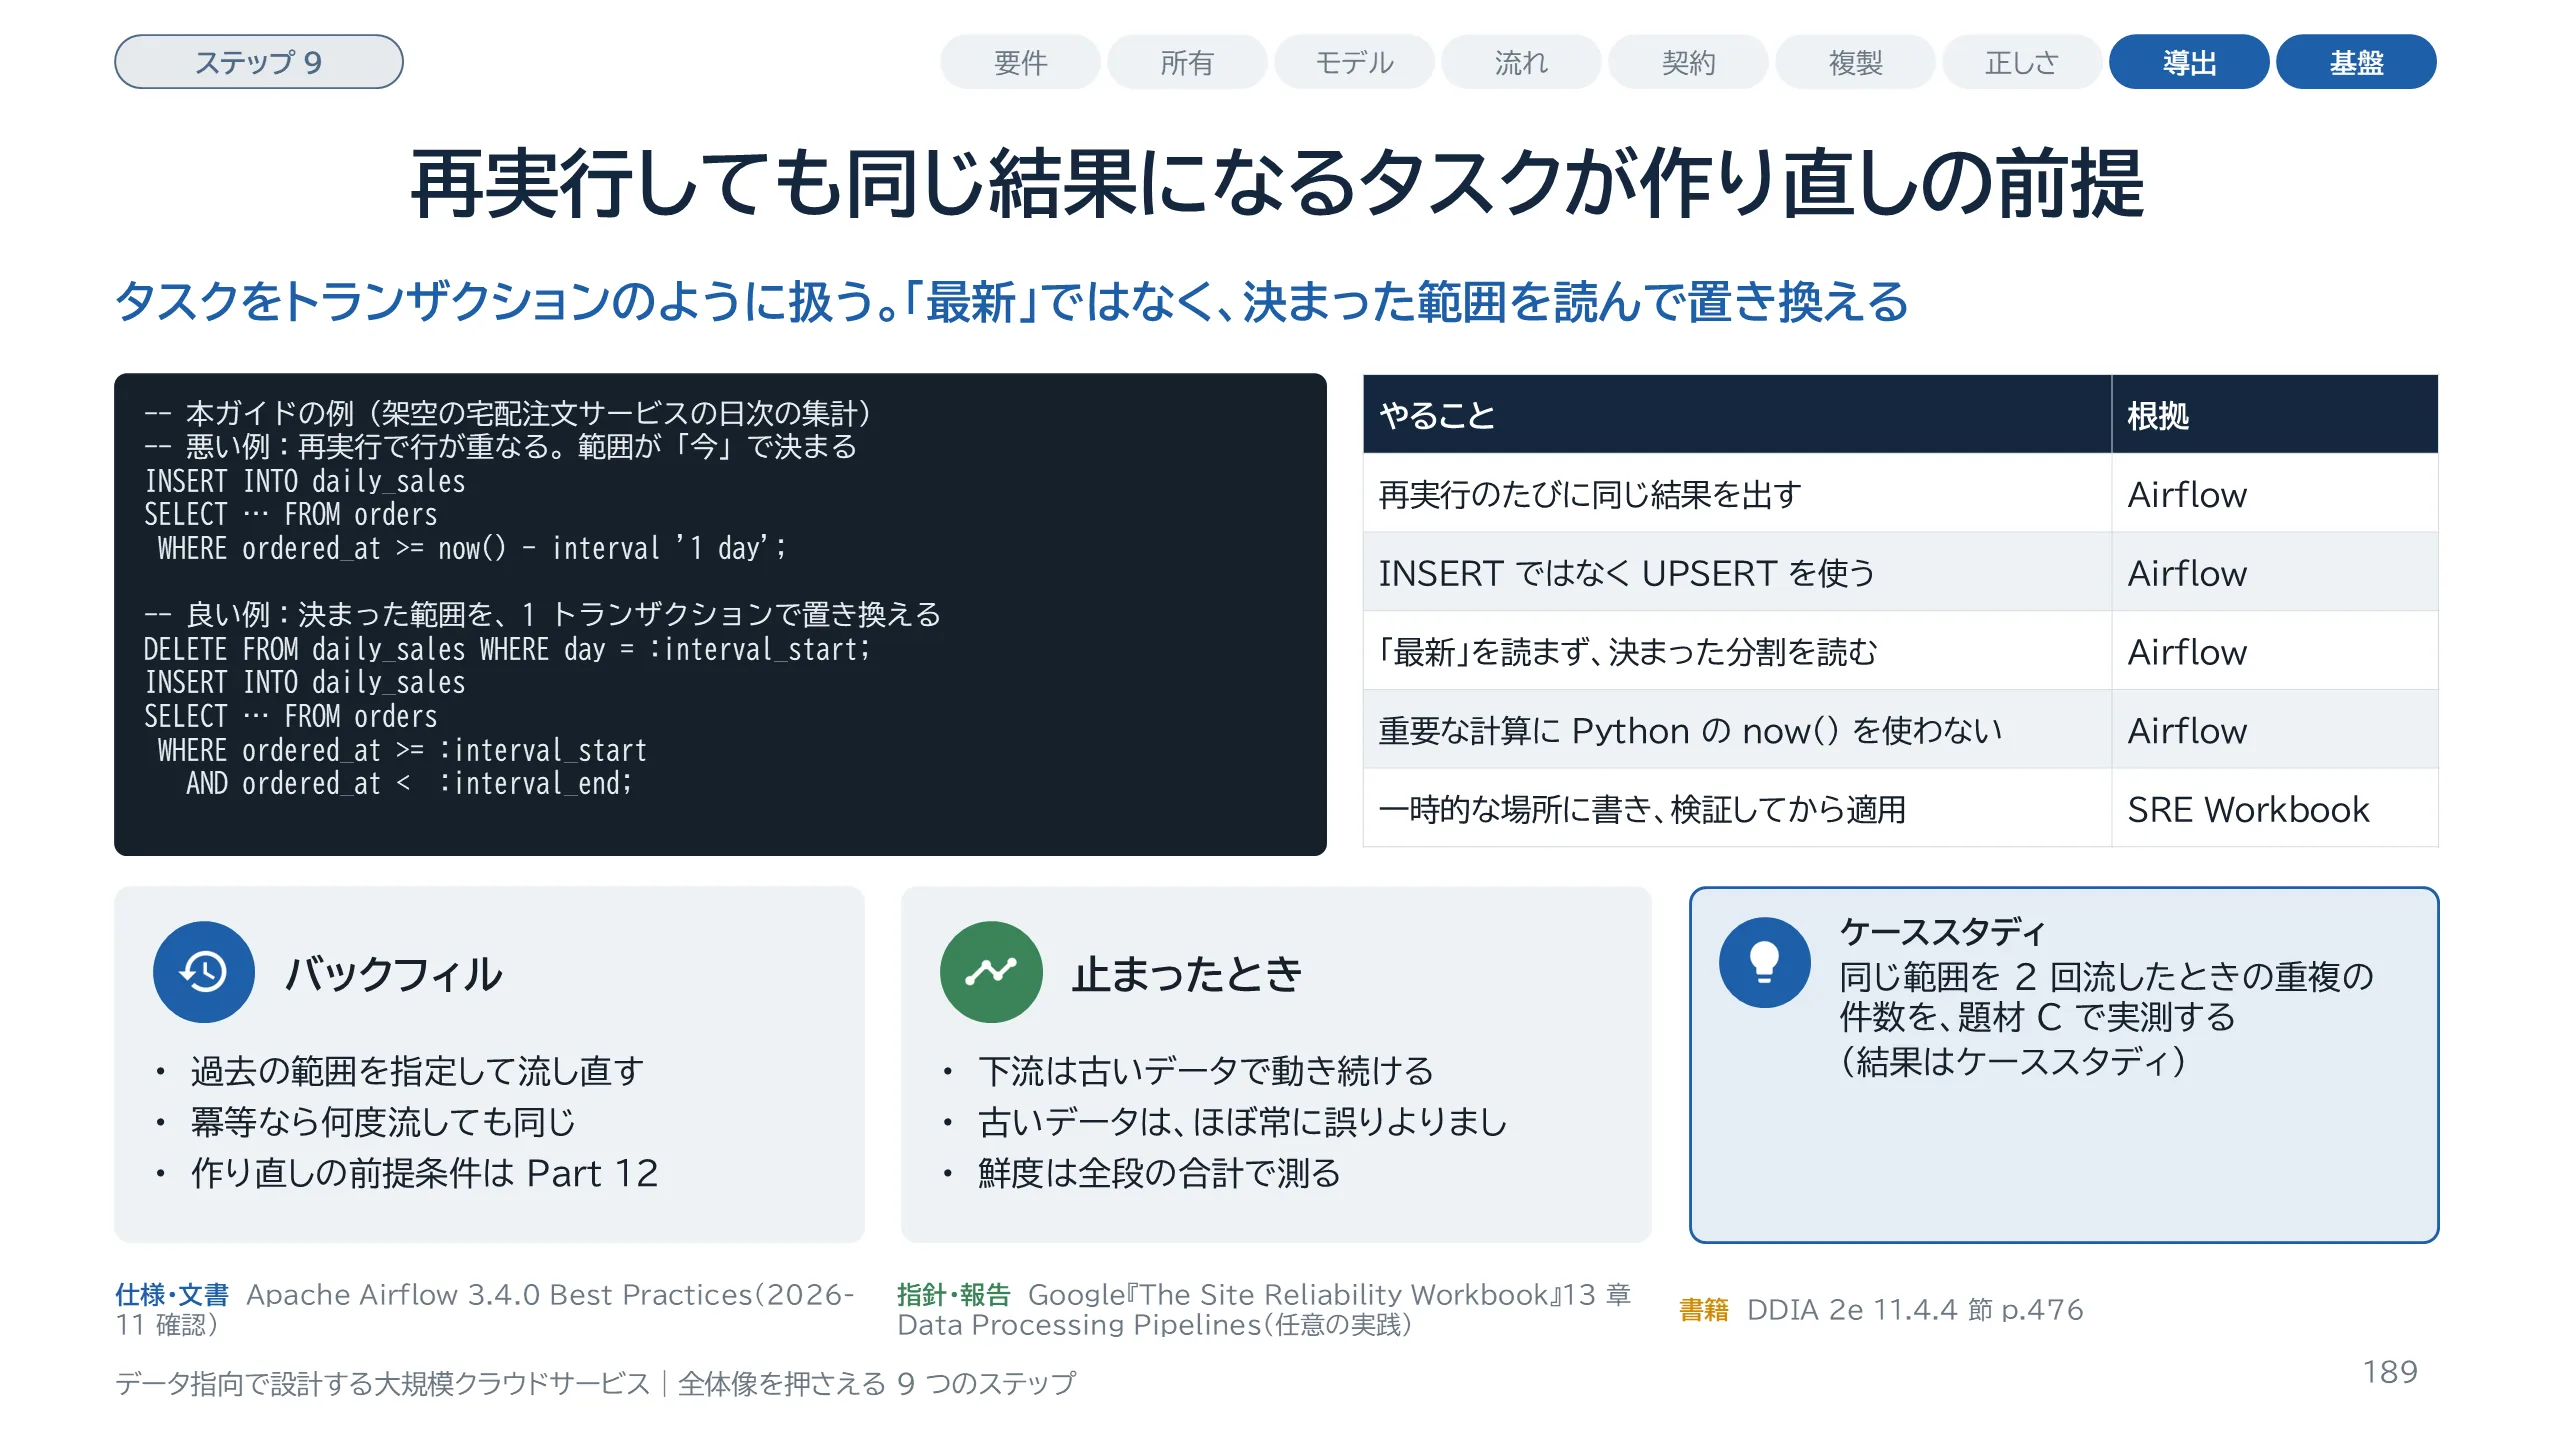 ステップ 9
要件 所有 モデル 流れ 契約 複製 正しさ 導出 基盤
再実行しても同じ結果になるタスクが作り直しの前提
タスクをトランザクションのように扱う。「最新」ではなく、決まった範囲を読んで置き換える
-- 本ガイドの例（架空の宅配注文サービスの日次の集計）
-- 悪い例：再実行で行が重なる。範囲が「今」で決まる
INSERT INTO daily_sales
SELECT … FROM orders
 WHERE ordered_at >= now() - interval '1 day';
-- 良い例：決まった範囲を、1 トランザクションで置き換える
DELETE FROM daily_sales WHERE day = :interval_start;
INSERT INTO daily_sales
SELECT … FROM orders
 WHERE ordered_at >= :interval_start
   AND ordered_at <  :interval_end;
やること 根拠
再実行のたびに同じ結果を出す Airflow
INSERT ではなく UPSERT を使う Airflow
「最新」を読まず、決まった分割を読む Airflow
重要な計算に Python の now() を使わない Airflow
一時的な場所に書き、検証してから適用 SRE Workbook
バックフィル
・ 過去の範囲を指定して流し直す
・ 冪等なら何度流しても同じ
・ 作り直しの前提条件は Part 12
止まったとき
・ 下流は古いデータで動き続ける
・ 古いデータは、ほぼ常に誤りよりまし
・ 鮮度は全段の合計で測る
ケーススタディ
同じ範囲を 2 回流したときの重複の
件数を、題材 C で実測する
（結果はケーススタディ）
仕様・文書 Apache Airflow 3.4.0 Best Practices（2026-
11 確認）
指針・報告 Google『The Site Reliability Workbook』13 章
Data Processing Pipelines（任意の実践）
書籍 DDIA 2e 11.4.4 節 p.476
データ指向で設計する大規模クラウドサービス｜全体像を押さえる 9 つのステップ
189